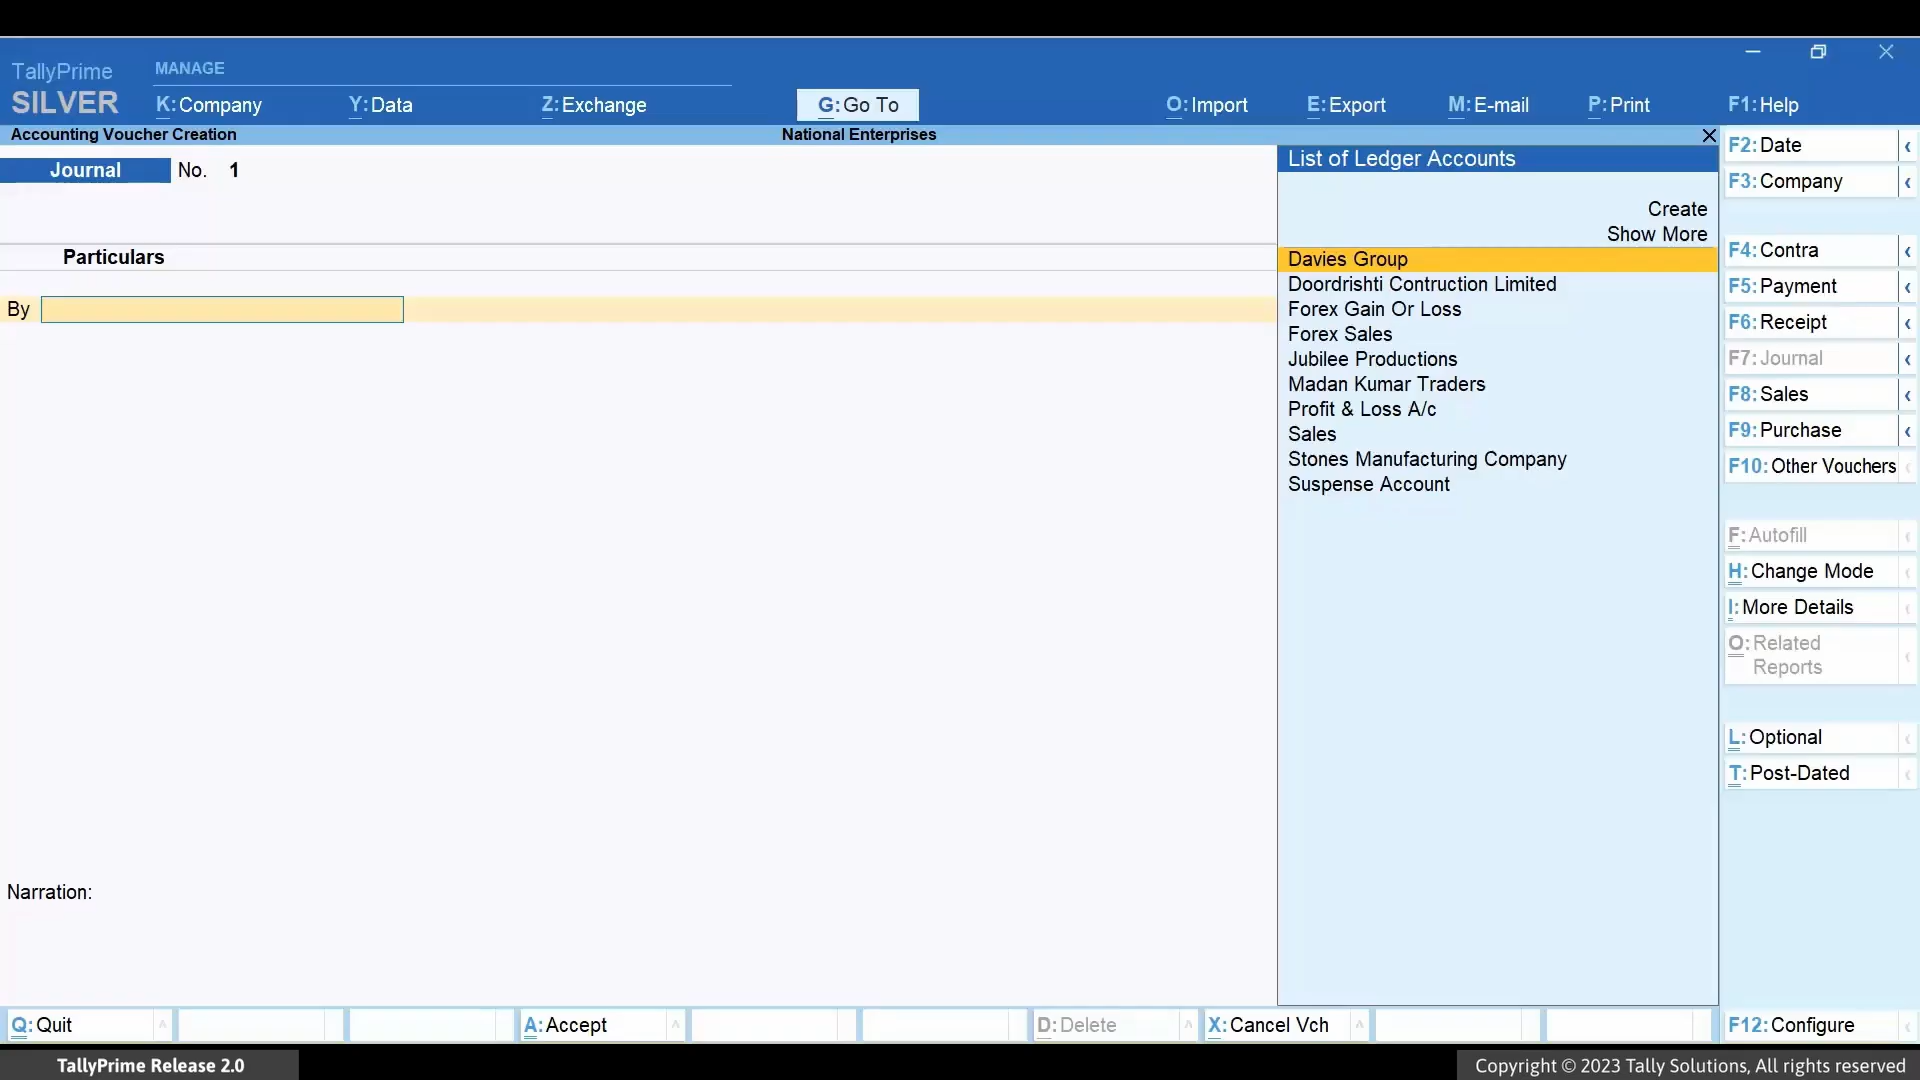 TallyPrime
SILVER
MANAGE
K:Company
Y:Data
Z:Exchange
G:Go To
O:Import
E:Export
M:E-mail
P:Print
F1:Help
Accounting Voucher Creation
National Enterprises
Journal No. 1
Particulars
By
Narration:
List of Ledger Accounts
Create
Show More
Davies Group
Doordrishti Contruction Limited
Forex Gain Or Loss
Forex Sales
Jubilee Productions
Madan Kumar Traders
Profit & Loss A/c
Sales
Stones Manufacturing Company
Suspense Account
F2:Date
F3:Company
F4:Contra
F5:Payment
F6:Receipt
F7:Journal
F8:Sales
F9:Purchase
F10:Other Vouchers
F:Autofill
H:Change Mode
I:More Details
O:Related
Reports
L:Optional
T:Post-Dated
Q:Quit
A:Accept
D:Delete
X:Cancel Vch
F12:Configure
TallyPrime Release 2.0
Copyright © 2023 Tally Solutions, All rights reserved